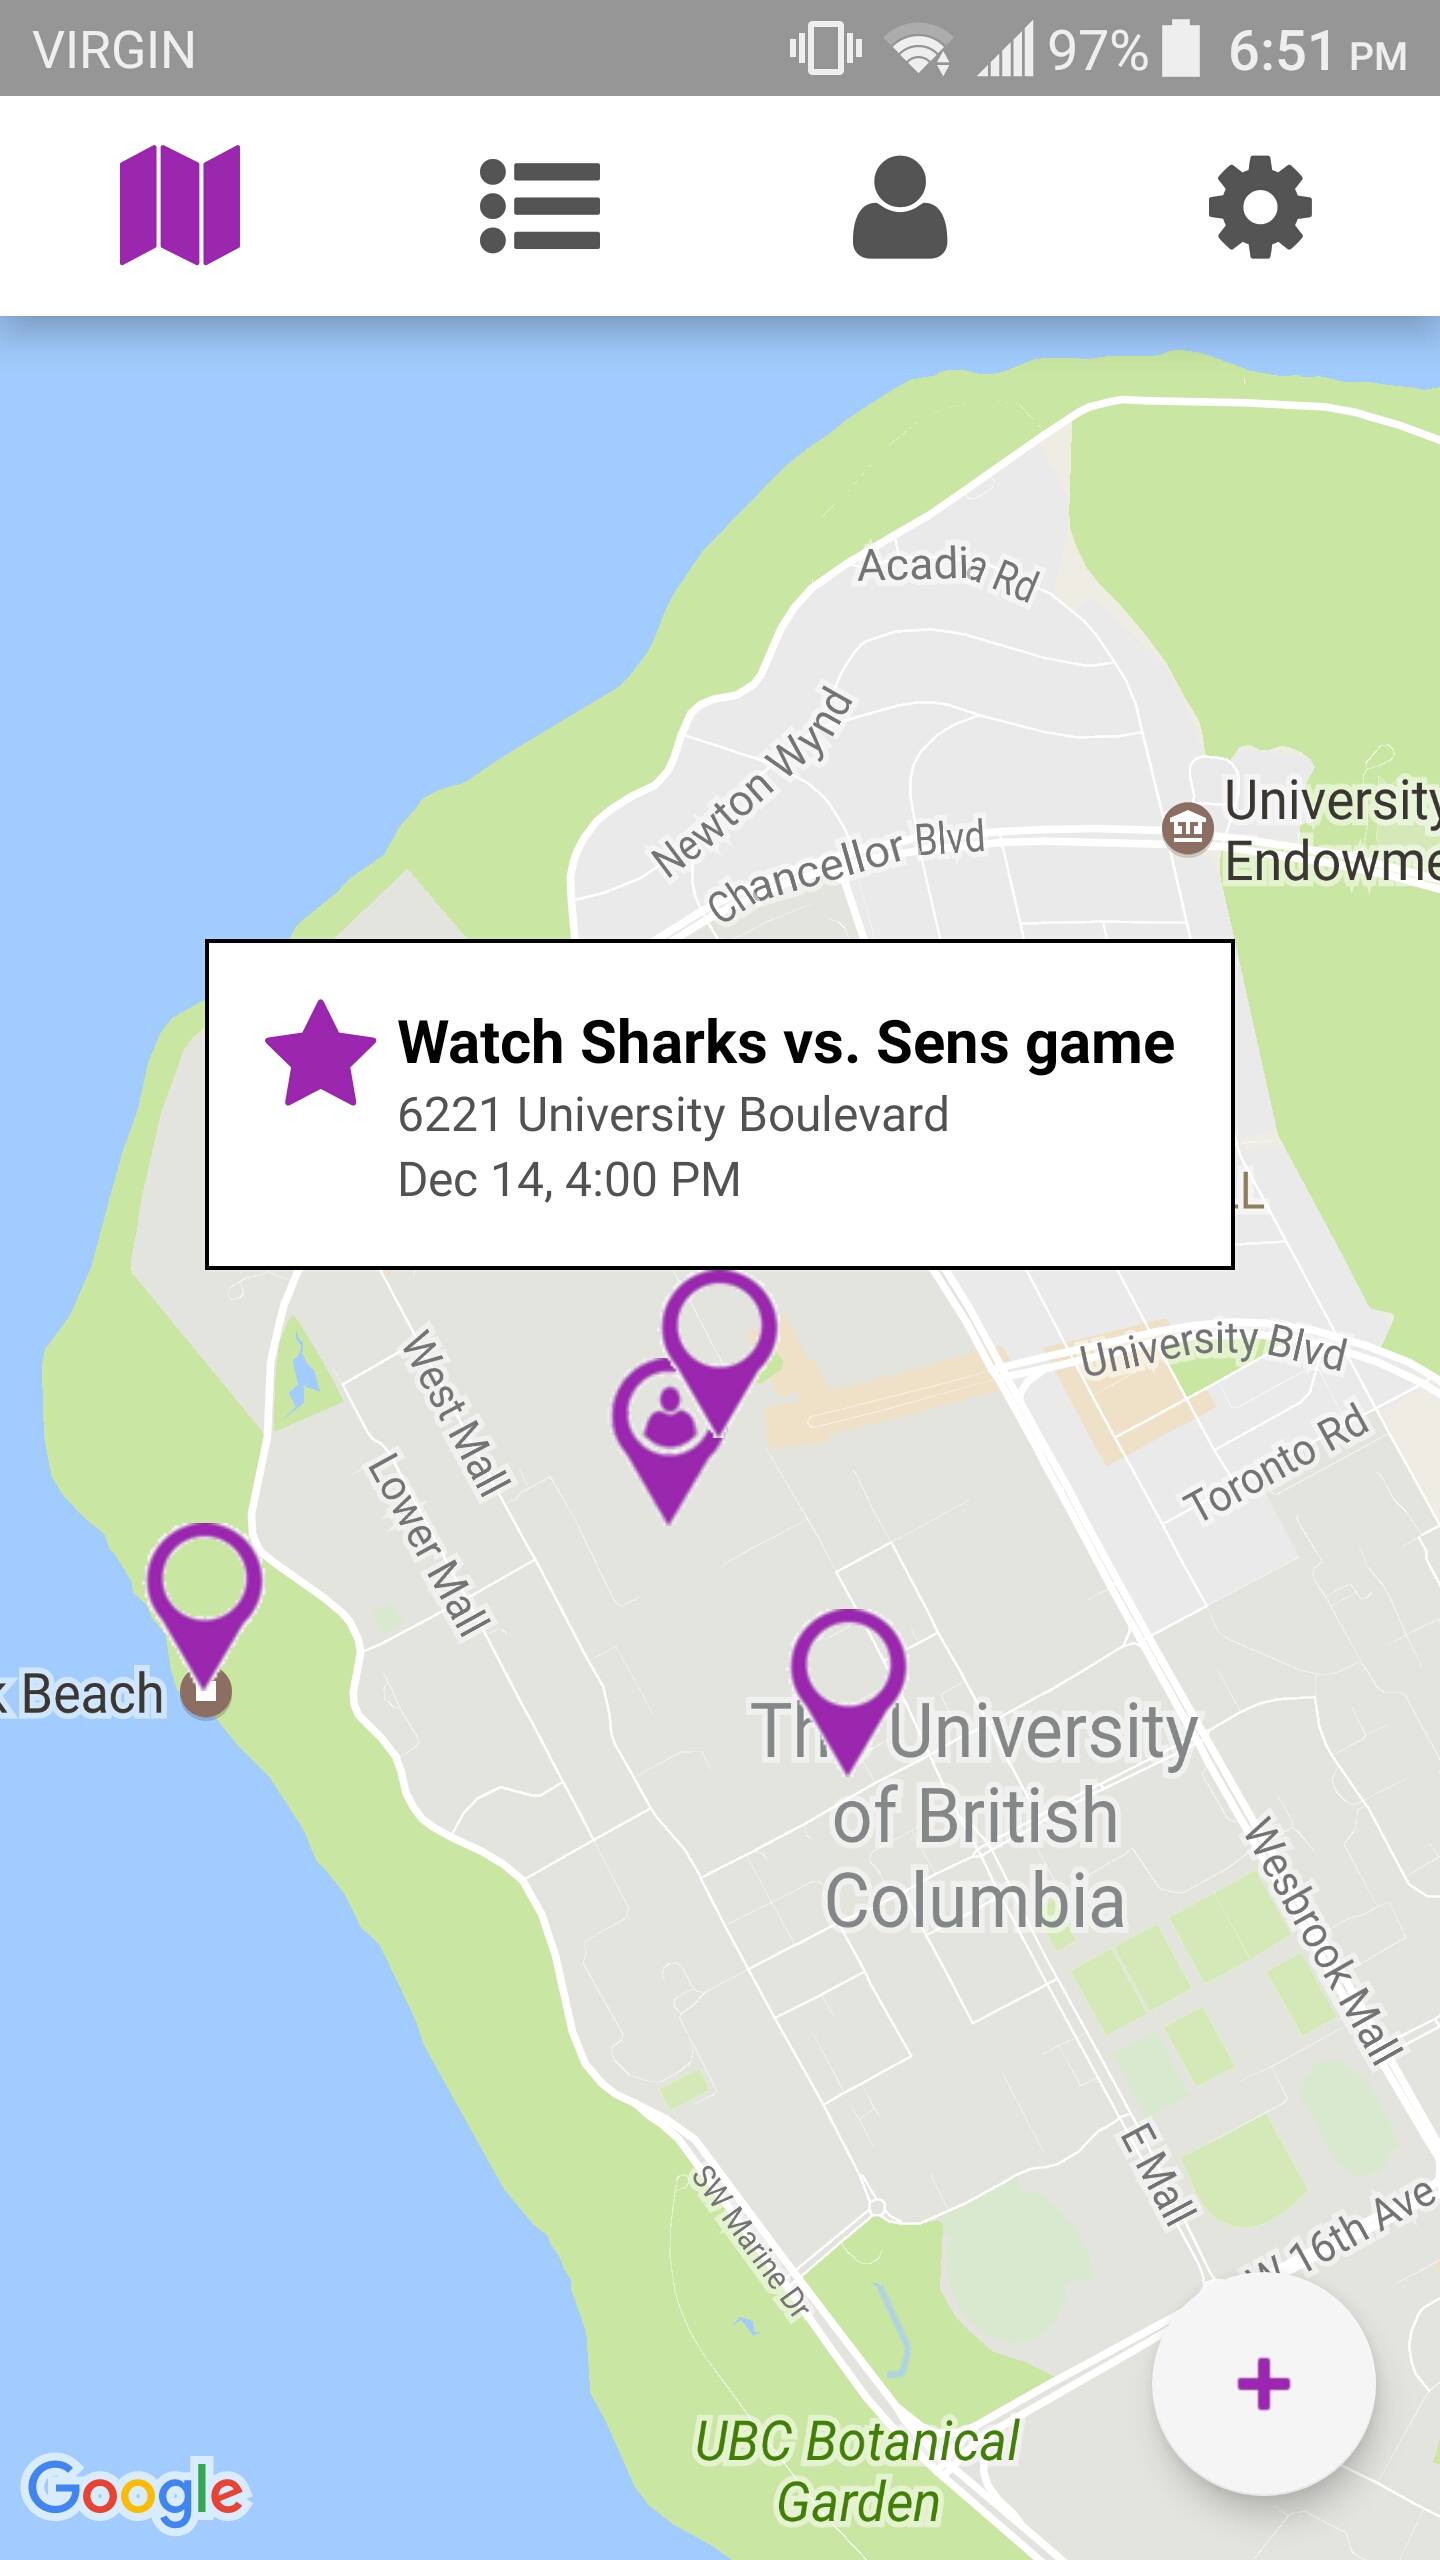 VIRGIN 97% 6:51 PM
Acadia Rd
Newton Wynd
Chancellor Blvd
University
Endowme
Watch Sharks vs. Sens game
6221 University Boulevard
Dec 14, 4:00 PM
West Mall
University Blvd
Toronto Rd
Lower Mall
k Beach
The University
of British
Columbia
Wesbrook Mall
E Mall
SW Marine Dr
W 16th Ave
UBC Botanical
Garden
Google